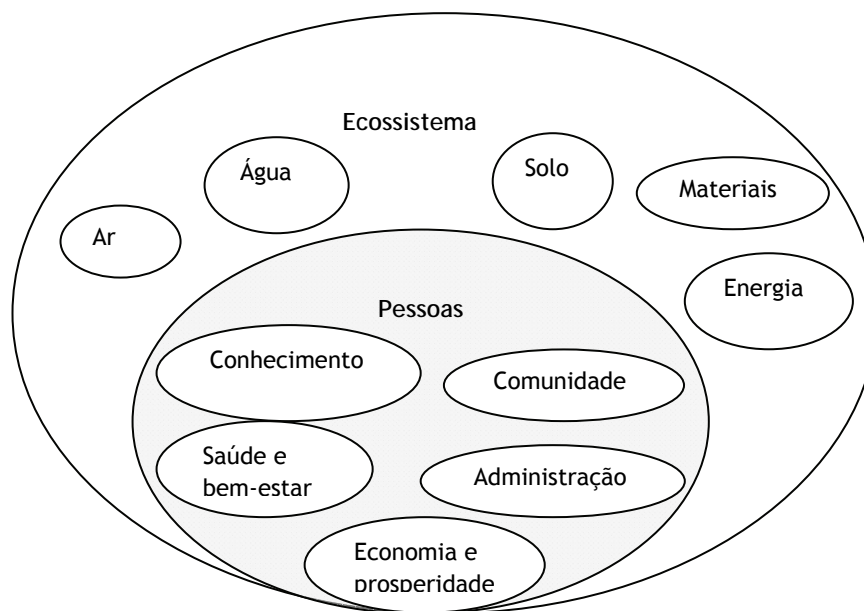 Ecossistema
Água
Solo
Materiais
Ar
Energia
Pessoas
Conhecimento
Comunidade
Saúde e
bem-estar
Administração
Economia e
prosperidade